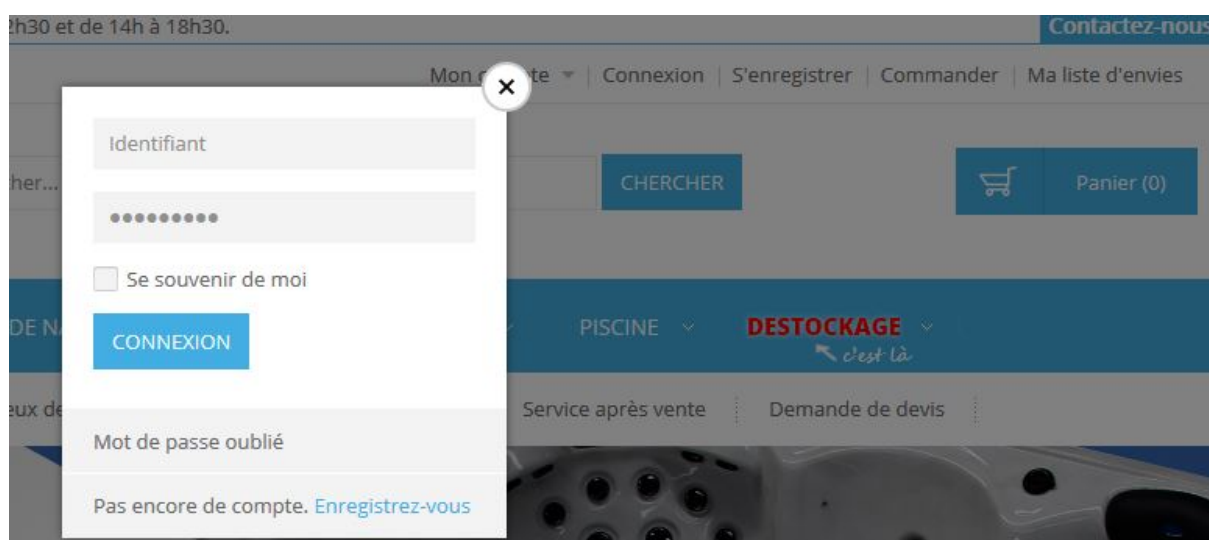 2h30 et de 14h à 18h30.
Contactez-nous
Connexion
S'enregistrer
Commander
Ma liste d'envies
Identifiant
CHERCHER
Panier (0)
•••••••••
Se souvenir de moi
CONNEXION
PISCINE
DESTOCKAGE
c'est là
Service après vente
Demande de devis
Mot de passe oublié
Pas encore de compte. Enregistrez-vous